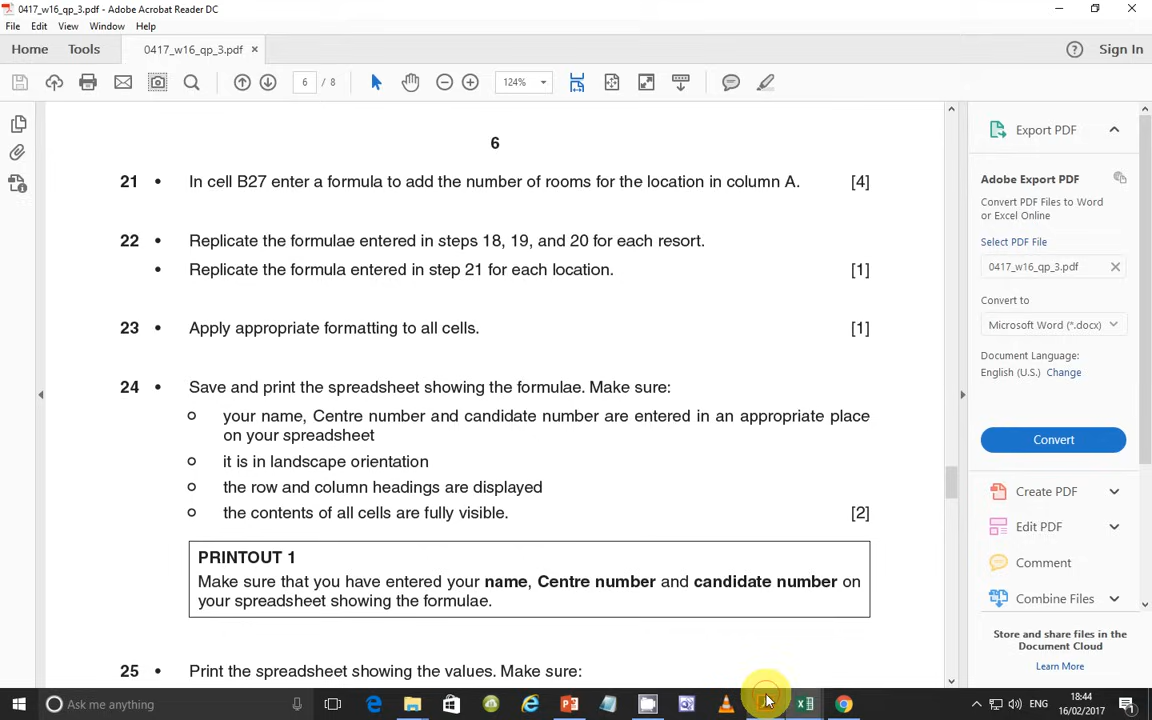 0417_w16_qp_3.pdf - Adobe Acrobat Reader DC
File Edit View Window Help
Home Tools 0417_w16_qp_3.pdf × Sign In
6 / 8 124%
6
21 • In cell B27 enter a formula to add the number of rooms for the location in column A. [4]
22 • Replicate the formulae entered in steps 18, 19, and 20 for each resort.
• Replicate the formula entered in step 21 for each location. [1]
23 • Apply appropriate formatting to all cells. [1]
24 • Save and print the spreadsheet showing the formulae. Make sure:
o your name, Centre number and candidate number are entered in an appropriate place
on your spreadsheet
o it is in landscape orientation
o the row and column headings are displayed
o the contents of all cells are fully visible. [2]
PRINTOUT 1
Make sure that you have entered your name, Centre number and candidate number on
your spreadsheet showing the formulae.
25 • Print the spreadsheet showing the values. Make sure:
Export PDF
Adobe Export PDF
Convert PDF Files to Word
or Excel Online
Select PDF File
0417_w16_qp_3.pdf ×
Convert to
Microsoft Word (*.docx)
Document Language:
English (U.S.) Change
Convert
Create PDF
Edit PDF
Comment
Combine Files
Store and share files in the
Document Cloud
Learn More
Ask me anything
ENG
18:44
16/02/2017